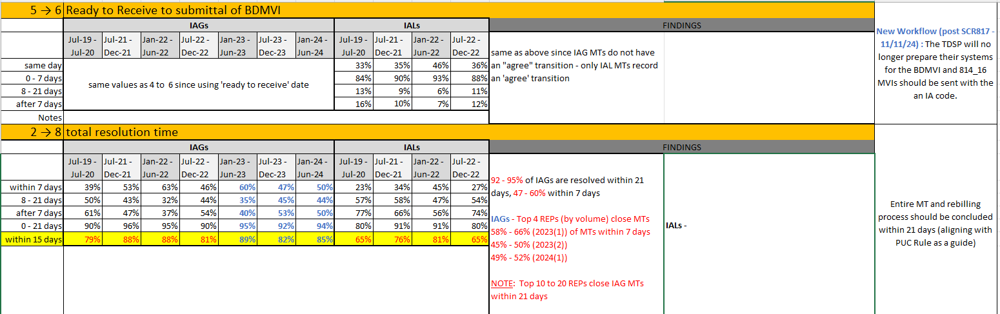 5 → 6 Ready to Receive to submittal of BDMVI
IAGs IALs FINDINGS
Jul-19 - Jul-20 Jul-21 - Dec-21 Jan-22 - Jun-22 Jul-22 - Dec-22 Jan-23 - Jun-23 Jul-23 - Dec-23 Jan-24 - Jun-24 Jul-19 - Jul-20 Jul-21 - Dec-21 Jan-22 - Jun-22 Jul-22 - Dec-22
same day 33% 35% 46% 36%
0 - 7 days 84% 90% 93% 88%
8 - 21 days 13% 9% 6% 11%
after 7 days 16% 10% 7% 12%
same values as 4 to 6 since using 'ready to receive' date
Notes
same as above since IAG MTs do not have
an "agree" transition - only IAL MTs record
an 'agree' transition
New Workflow (post SCR817 -
11/11/24) : The TDSP will no
longer prepare their systems
for the BDMVI and 814_16
MVIs should be sent with the
an IA code.
2 → 8 total resolution time
IAGs IALs FINDINGS
Jul-19 - Jul-20 Jul-21 - Dec-21 Jan-22 - Jun-22 Jul-22 - Dec-22 Jan-23 - Jun-23 Jul-23 - Dec-23 Jan-24 - Jun-24 Jul-19 - Jul-20 Jul-21 - Dec-21 Jan-22 - Jun-22 Jul-22 - Dec-22
within 7 days 39% 53% 63% 46% 60% 47% 50% 23% 34% 45% 27%
8 - 21 days 50% 43% 32% 44% 35% 45% 44% 57% 58% 47% 54%
after 7 days 61% 47% 37% 54% 40% 53% 50% 77% 66% 56% 74%
0 - 21 days 90% 96% 95% 90% 95% 92% 94% 80% 91% 91% 80%
within 15 days 79% 88% 88% 81% 89% 82% 85% 65% 76% 81% 65%
92 - 95% of IAGs are resolved within 21
days, 47 - 60% within 7 days
IAGs - Top 4 REPs (by volume) close MTs
58% - 66% (2023(1)) of MTs within 7 days
45% - 50% (2023(2))
49% - 52% (2024(1))
NOTE: Top 10 to 20 REPs close IAG MTs
within 21 days
IALs -
Entire MT and rebilling
process should be concluded
within 21 days (aligning with
PUC Rule as a guide)